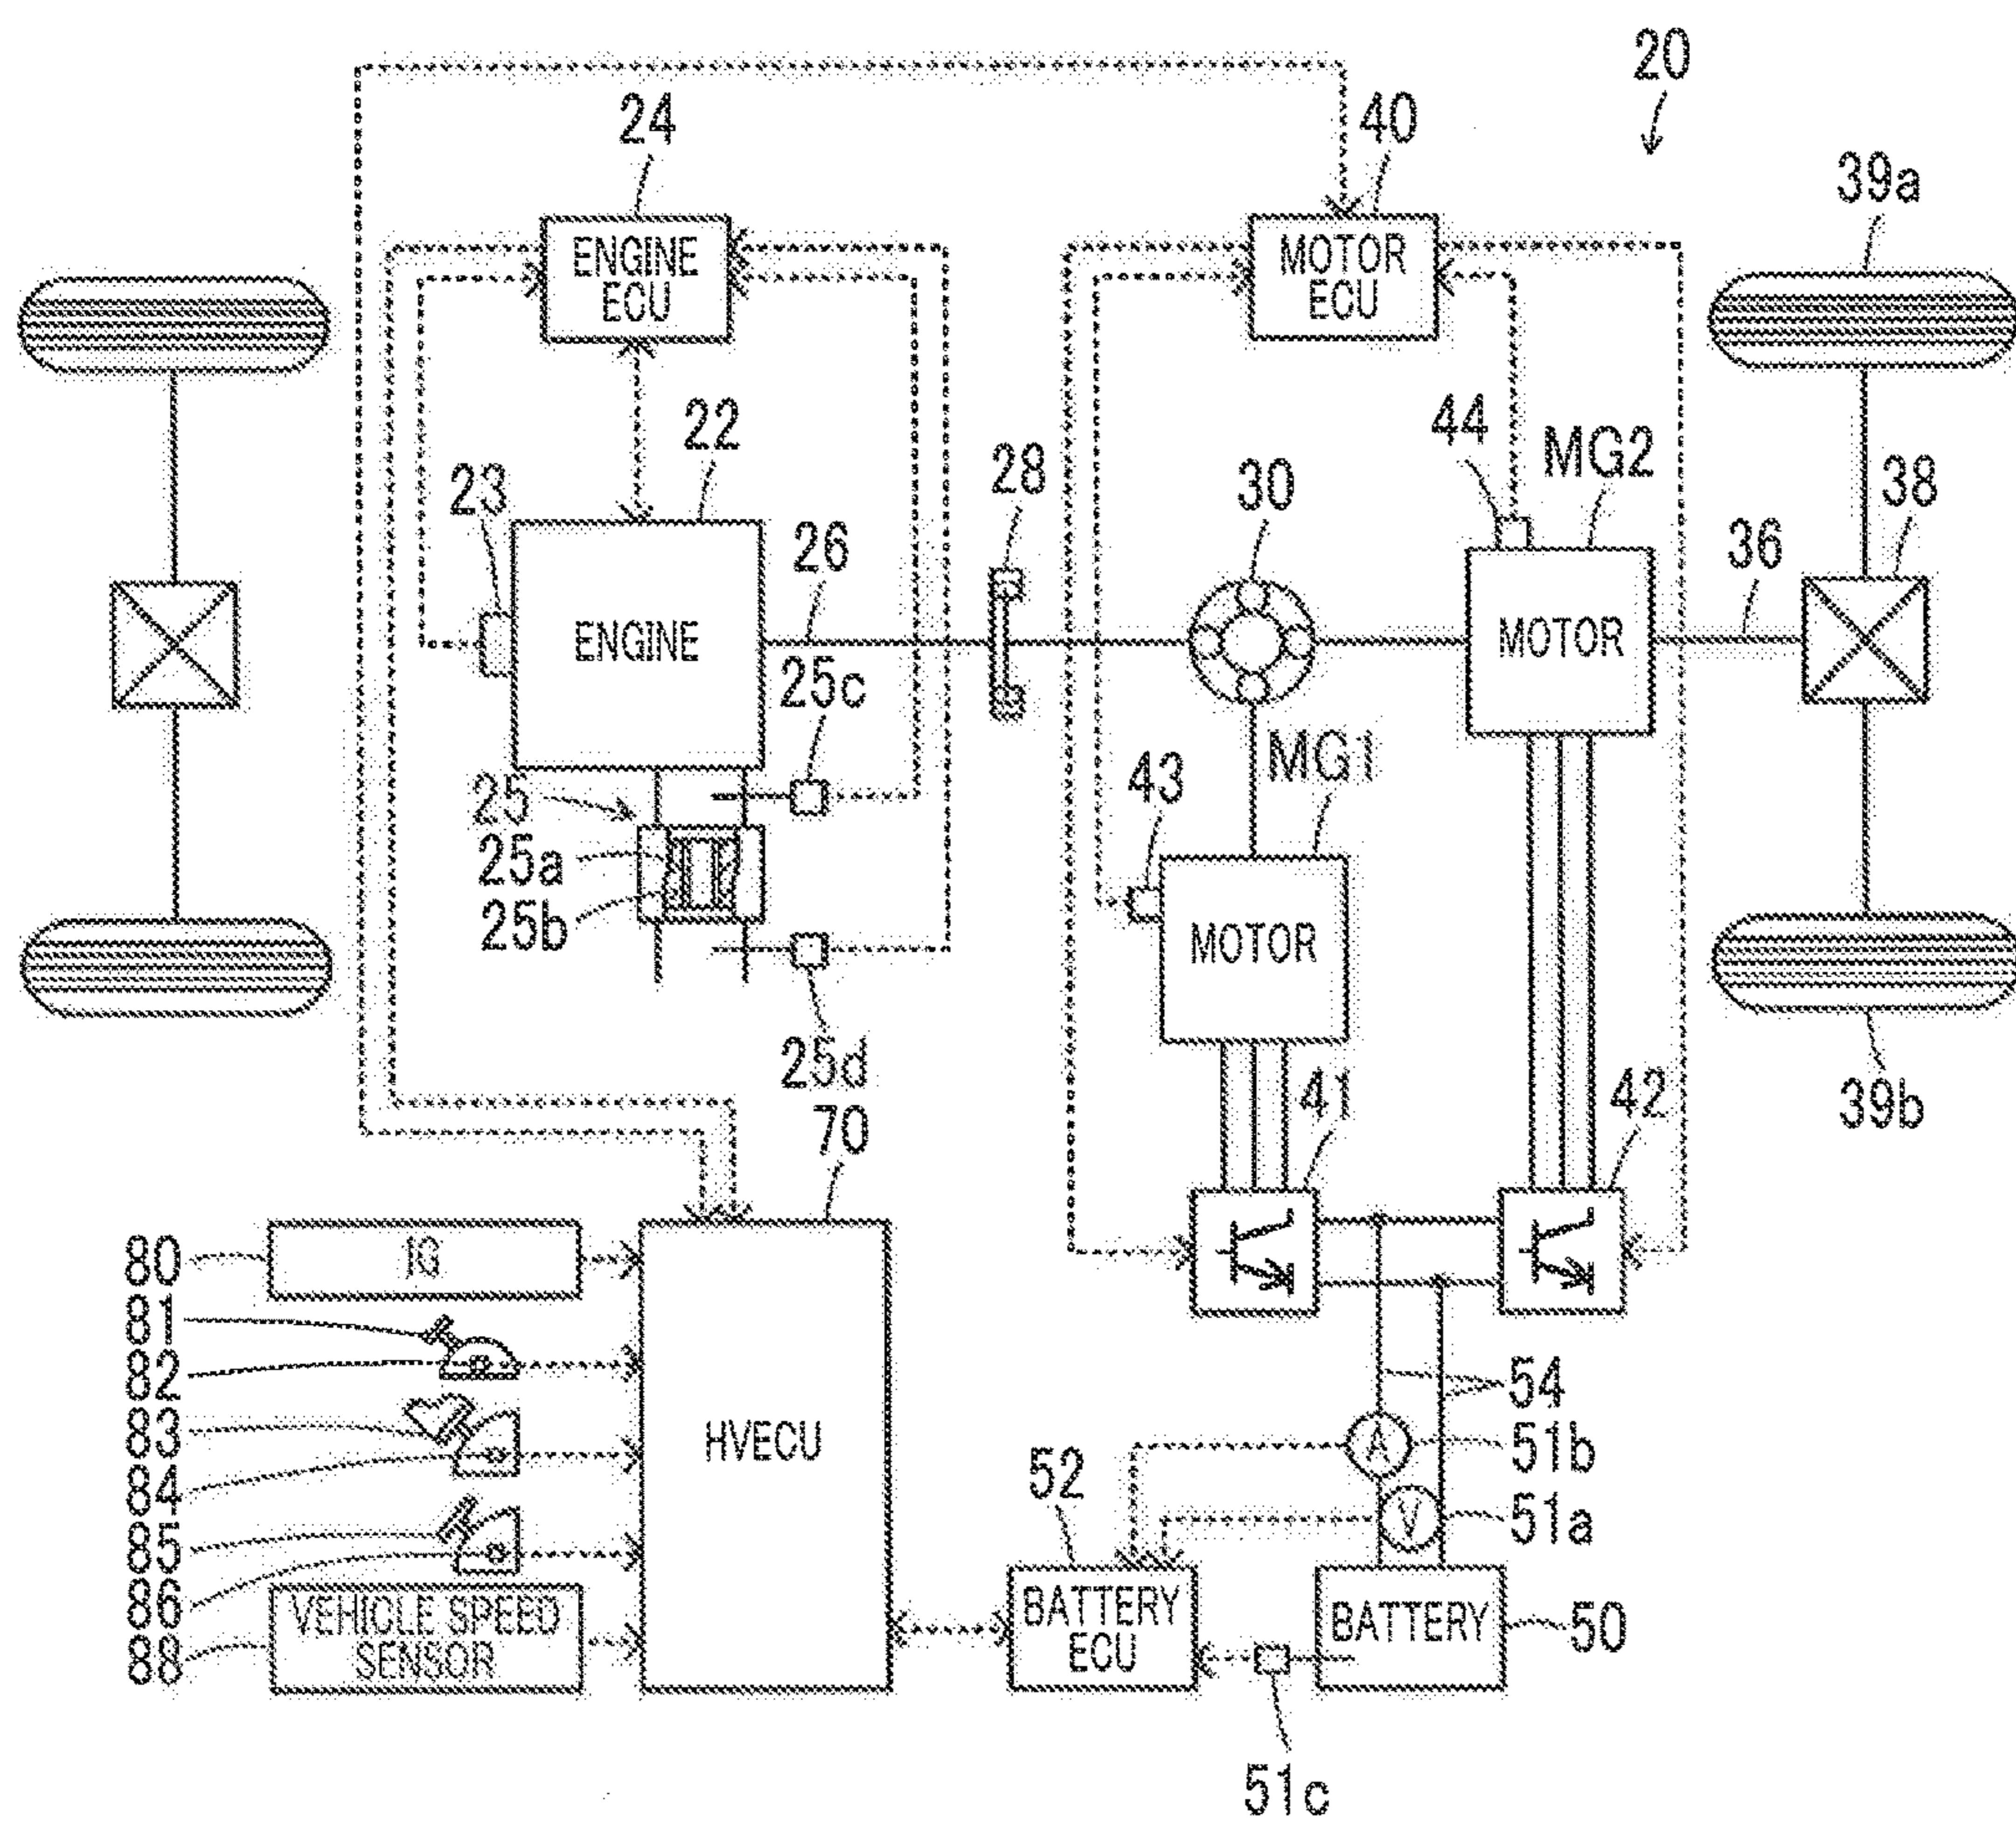 20
24
40
39a
ENGINE
ECU
MOTOR
ECU
22
44
MG2
23
28
30
38
26
36
ENGINE
MOTOR
25c
MG1
25
43
25a
25b
MOTOR
25d
39b
70
41
42
80
IG
81
82
54
83
HVECU
A
51b
84
52
V
51a
85
86
VEHICLE SPEED
SENSOR
BATTERY
ECU
BATTERY
50
88
51c